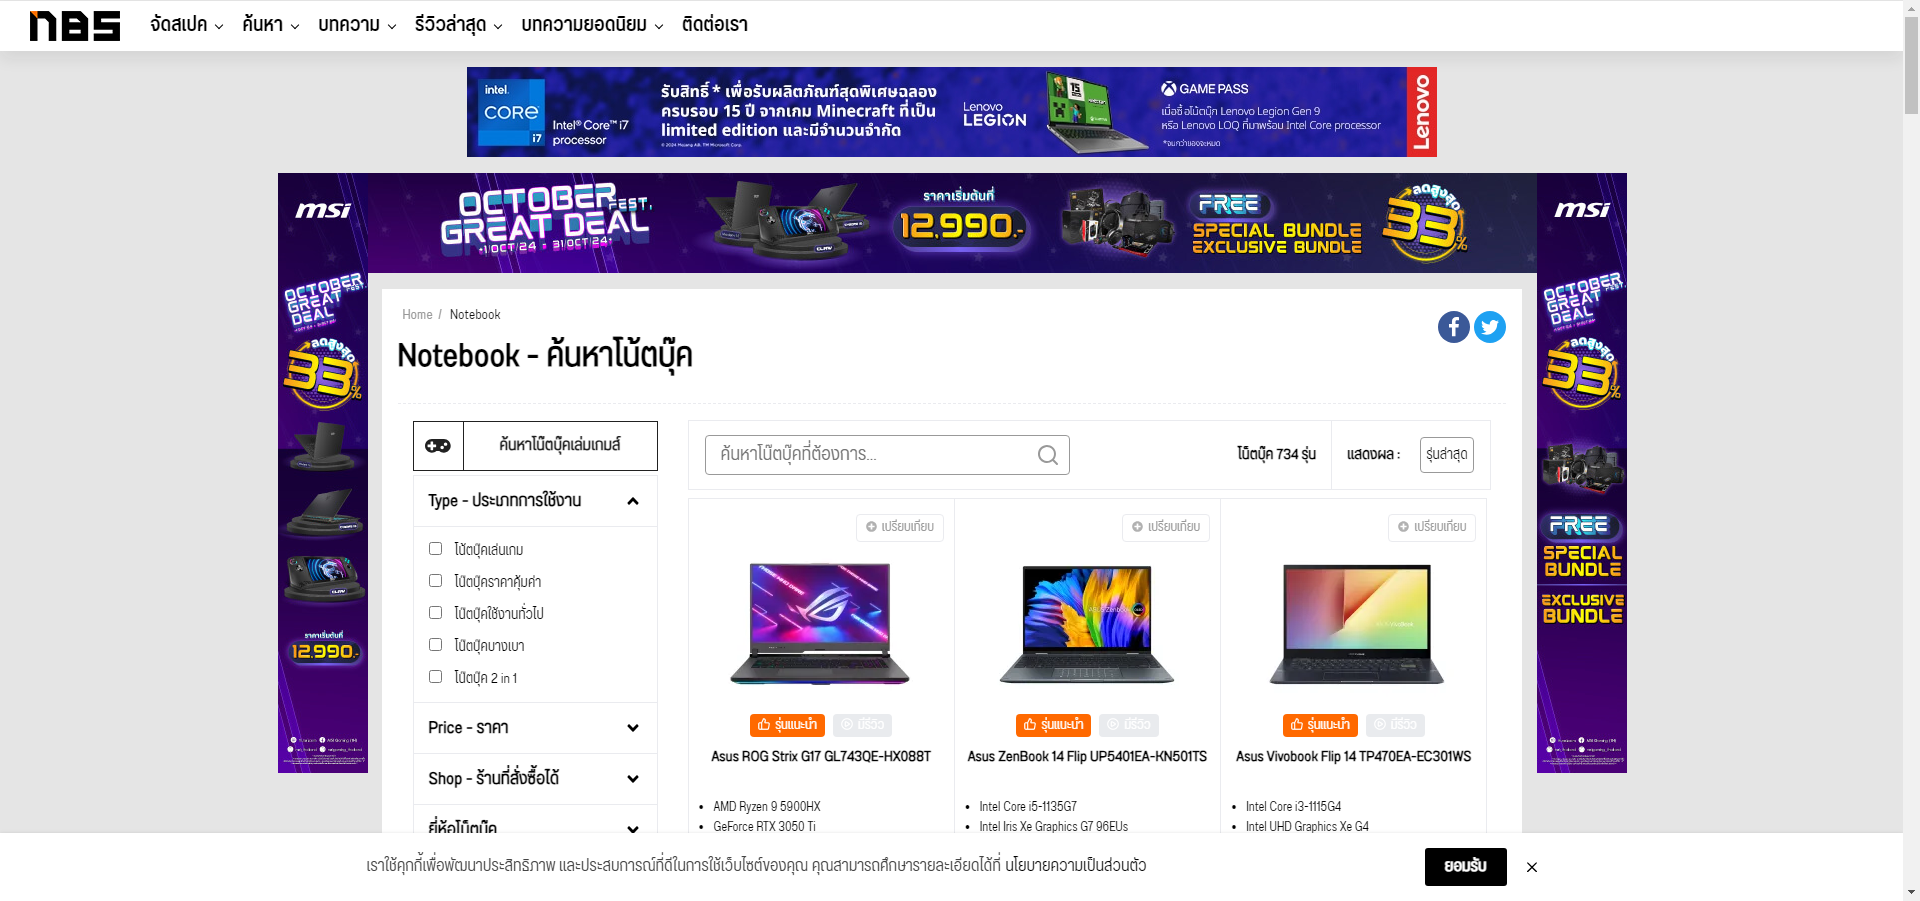 NBS
จัดสเปค
ค้นหา
บทความ
รีวิวล่าสุด
บทความยอดนิยม
ติดต่อเรา
intel.
CORE
i7
Intel® Core™ i7
processor
รับสิทธิ์ * เพื่อรับผลิตภัณฑ์สุดพิเศษฉลอง
ครบรอบ 15 ปี จากเกม Minecraft ที่เป็น
limited edition และมีจำนวนจำกัด
Lenovo
LEGION
15
GAME PASS
เมื่อซื้อโน้ตบุ๊ก Lenovo Legion Gen 9
หรือ Lenovo LOQ ที่มาพร้อม Intel Core processor
*จนกว่าของจะหมด
Lenovo
msi
OCTOBER
GREAT
DEAL
FEST.
ลดสูงสุด
33%
ราคาเริ่มต้นที่
12,990.-
OCTOBER
GREAT DEAL
FEST.
1 OCT/24 - 31 OCT/24
CLAW
ราคาเริ่มต้นที่
12,990.-
FREE
SPECIAL BUNDLE
EXCLUSIVE BUNDLE
ลดสูงสุด
33%
msi
OCTOBER
GREAT
DEAL
FEST.
ลดสูงสุด
33%
FREE
SPECIAL
BUNDLE
EXCLUSIVE
BUNDLE
Home / Notebook
Notebook - ค้นหาโน้ตบุ๊ค
ค้นหาโน๊ตบุ๊คเล่มเกมส์
Type - ประเภทการใช้งาน
โน้ตบุ๊คเล่นเกม
โน๊ตบุ๊คราคาคุ้มค่า
โน๊ตบุ๊คใช้งานทั่วไป
โน๊ตบุ๊คบางเบา
โน๊ตบุ๊ค 2 in 1
Price - ราคา
Shop - ร้านที่สั่งซื้อได้
ยี่ห้อโน็ตบุ๊ค
ค้นหาโน๊ตบุ๊คที่ต้องการ...
โน็ตบุ๊ค 734 รุ่น
แสดงผล :
รุ่นล่าสุด
เปรียบเทียบ
รุ่นแนะนำ
มีรีวิว
Asus ROG Strix G17 GL743QE-HX088T
AMD Ryzen 9 5900HX
GeForce RTX 3050 Ti
เปรียบเทียบ
รุ่นแนะนำ
มีรีวิว
Asus ZenBook 14 Flip UP5401EA-KN501TS
Intel Core i5-1135G7
Intel Iris Xe Graphics G7 96EUs
เปรียบเทียบ
รุ่นแนะนำ
มีรีวิว
Asus Vivobook Flip 14 TP470EA-EC301WS
Intel Core i3-1115G4
Intel UHD Graphics Xe G4
เราใช้คุกกี้เพื่อพัฒนาประสิทธิภาพ และประสบการณ์ที่ดีในการใช้เว็บไซต์ของคุณ คุณสามารถศึกษารายละเอียดได้ที่ นโยบายความเป็นส่วนตัว
ยอมรับ